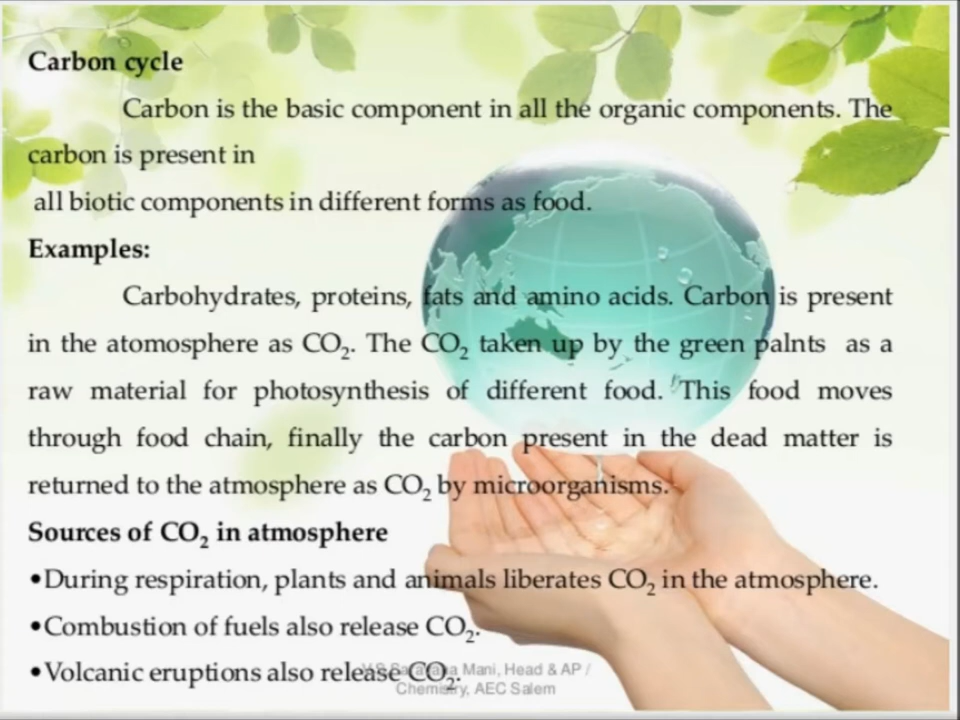 Carbon cycle
Carbon is the basic component in all the organic components. The
carbon is present in
all biotic components in different forms as food.
Examples:
Carbohydrates, proteins, fats and amino acids. Carbon is present
in the atomosphere as CO₂. The CO₂ taken up by the green palnts as a
raw material for photosynthesis of different food. This food moves
through food chain, finally the carbon present in the dead matter is
returned to the atmosphere as CO₂ by microorganisms.
Sources of CO₂ in atmosphere
•During respiration, plants and animals liberates CO₂ in the atmosphere.
•Combustion of fuels also release CO₂.
•Volcanic eruptions also release CO₂.
Mani, Head & AP /
Chemistry, AEC Salem